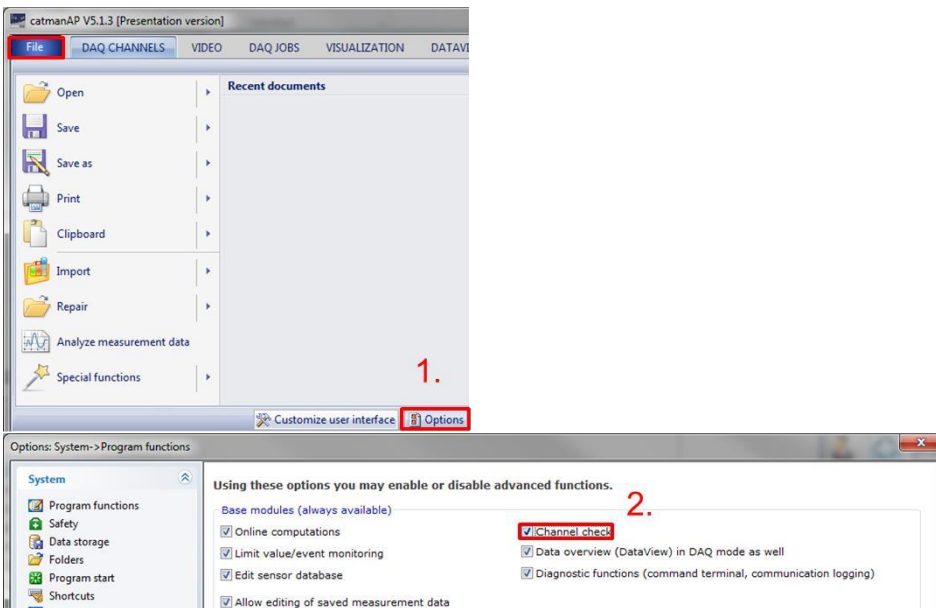 catmanAP V5.1.3 [Presentation version]
File DAQ CHANNELS VIDEO DAQ JOBS VISUALIZATION DATAVI
Recent documents
Open
Save
Save as
Print
Clipboard
Import
Repair
Analyze measurement data
Special functions
1.
Customize user interface Options
Options: System->Program functions
System
Program functions
Safety
Data storage
Folders
Program start
Shortcuts
Using these options you may enable or disable advanced functions.
2.
Base modules (always available)
Online computations
Limit value/event monitoring
Edit sensor database
Allow editing of saved measurement data
Channel check
Data overview (DataView) in DAQ mode as well
Diagnostic functions (command terminal, communication logging)